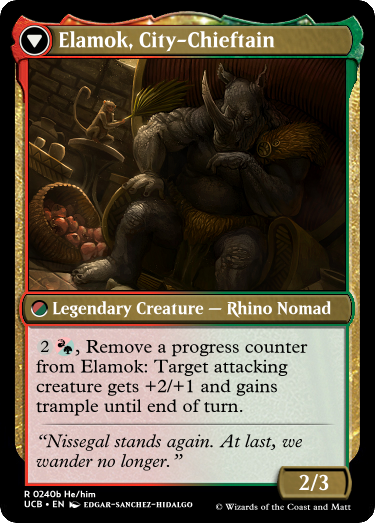 Elamok, City-Chieftain
Legendary Creature — Rhino Nomad
2 , Remove a progress counter
from Elamok: Target attacking
creature gets +2/+1 and gains
trample until end of turn.
“Nissegal stands again. At last, we
wander no longer.”
2/3
R 0240b He/him
UCB • EN EDGAR-SANCHEZ-HIDALGO
© Wizards of the Coast and Matt